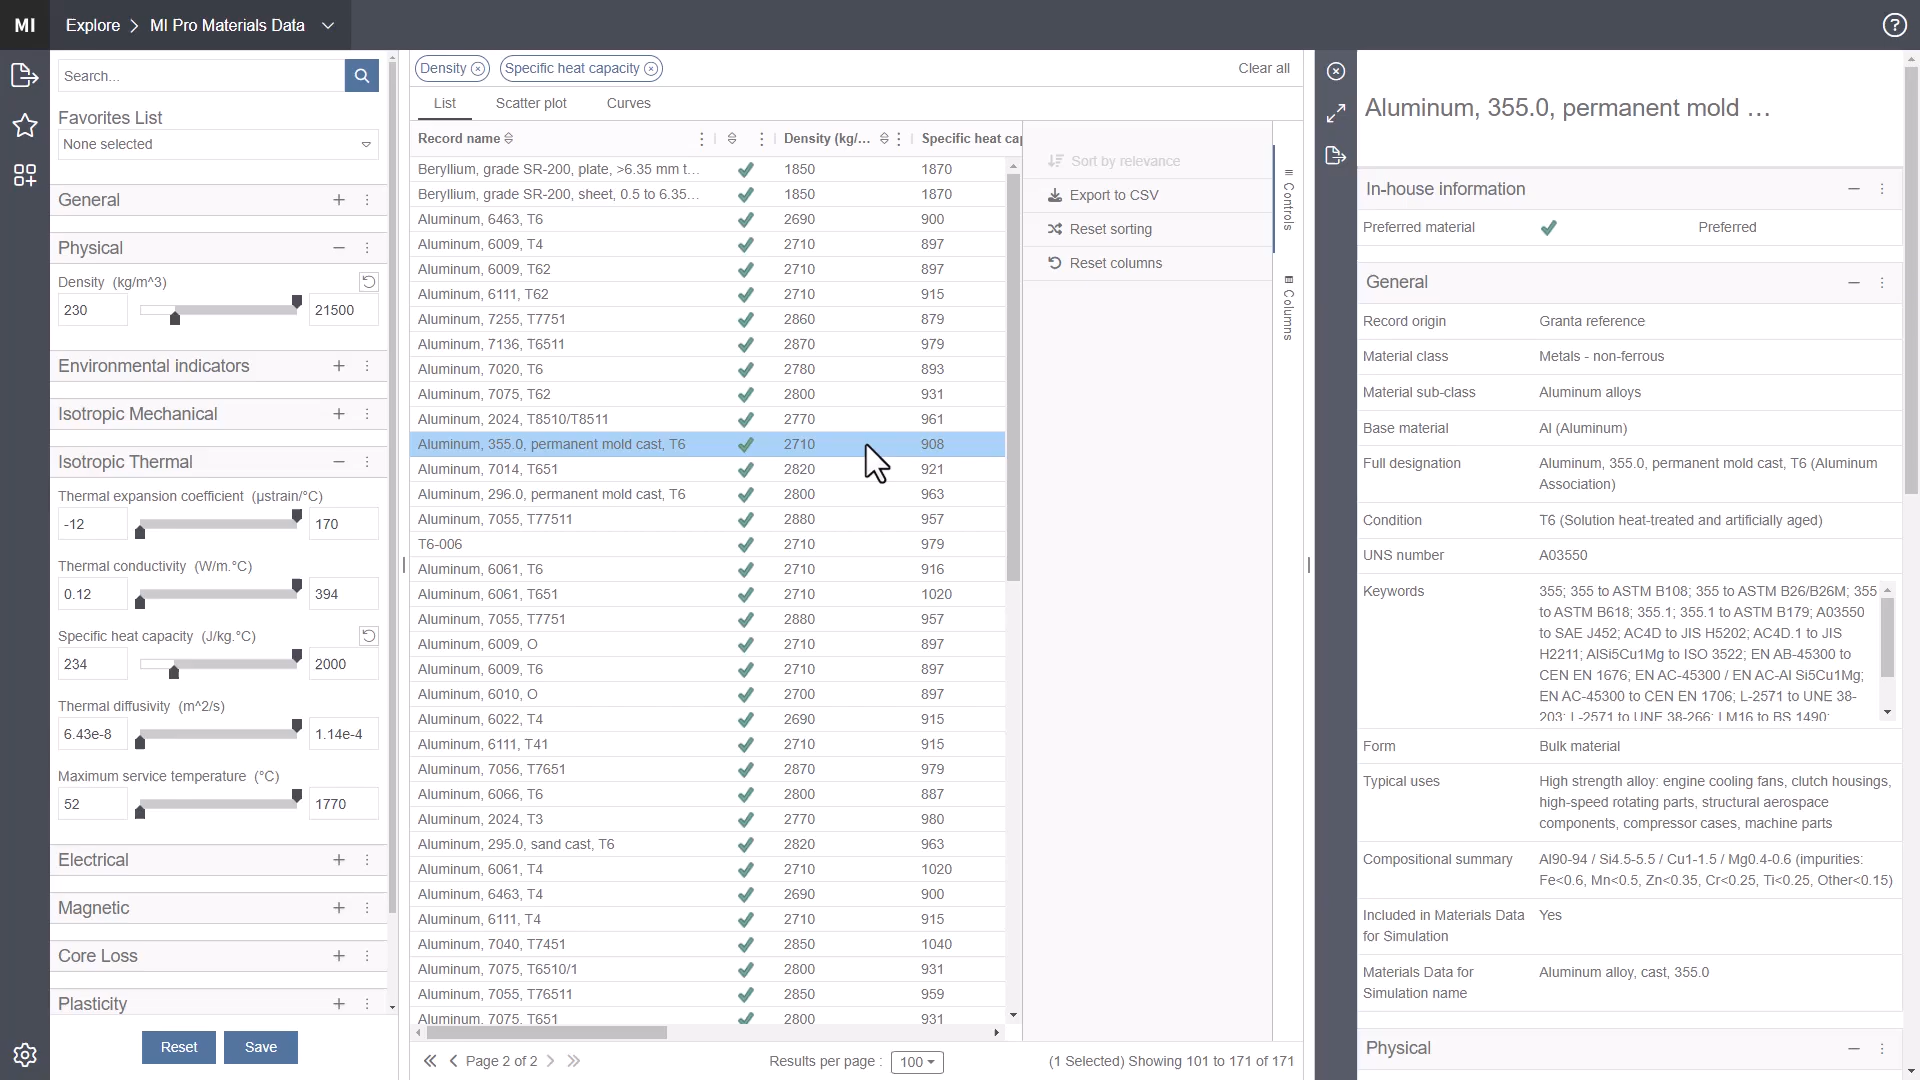 MI
Explore > MI Pro Materials Data
Search...
Favorites List
None selected
General
Physical
Density (kg/m^3)
230
21500
Environmental indicators
Isotropic Mechanical
Isotropic Thermal
Thermal expansion coefficient (µstrain/°C)
-12
170
Thermal conductivity (W/m.°C)
0.12
394
Specific heat capacity (J/kg.°C)
234
2000
Thermal diffusivity (m^2/s)
6.43e-8
1.14e-4
Maximum service temperature (°C)
52
1770
Electrical
Magnetic
Core Loss
Plasticity
Reset
Save
Density
Specific heat capacity
Clear all
List
Scatter plot
Curves
Record name Density (kg/... Specific heat ca
Beryllium, grade SR-200, plate, >6.35 mm t... 1850 1870
Beryllium, grade SR-200, sheet, 0.5 to 6.35... 1850 1870
Aluminum, 6463, T6 2690 900
Aluminum, 6009, T4 2710 897
Aluminum, 6009, T62 2710 897
Aluminum, 6111, T62 2710 915
Aluminum, 7255, T7751 2860 879
Aluminum, 7136, T6511 2870 979
Aluminum, 7020, T6 2780 893
Aluminum, 7075, T62 2800 931
Aluminum, 2024, T8510/T8511 2770 961
Aluminum, 355.0, permanent mold cast, T6 2710 908
Aluminum, 7014, T651 2820 921
Aluminum, 296.0, permanent mold cast, T6 2800 963
Aluminum, 7055, T77511 2880 957
T6-006 2710 979
Aluminum, 6061, T6 2710 916
Aluminum, 6061, T651 2710 1020
Aluminum, 7055, T7751 2880 957
Aluminum, 6009, O 2710 897
Aluminum, 6009, T6 2710 897
Aluminum, 6010, O 2700 897
Aluminum, 6022, T4 2690 915
Aluminum, 6111, T41 2710 915
Aluminum, 7056, T7651 2870 979
Aluminum, 6066, T6 2800 887
Aluminum, 2024, T3 2770 980
Aluminum, 295.0, sand cast, T6 2820 963
Aluminum, 6061, T4 2710 1020
Aluminum, 6463, T4 2690 900
Aluminum, 6111, T4 2710 915
Aluminum, 7040, T7451 2850 1040
Aluminum, 7075, T6510/1 2800 931
Aluminum, 7055, T76511 2850 959
Aluminum, 7075, T651 2800 931
Page 2 of 2
Results per page : 100
(1 Selected) Showing 101 to 171 of 171
Sort by relevance
Export to CSV
Reset sorting
Reset columns
Controls
Columns
Aluminum, 355.0, permanent mold ...
In-house information
Preferred material Preferred
General
Record origin Granta reference
Material class Metals - non-ferrous
Material sub-class Aluminum alloys
Base material Al (Aluminum)
Full designation Aluminum, 355.0, permanent mold cast, T6 (Aluminum
Association)
Condition T6 (Solution heat-treated and artificially aged)
UNS number A03550
Keywords 355; 355 to ASTM B108; 355 to ASTM B26/B26M; 355
to ASTM B618; 355.1; 355.1 to ASTM B179; A03550
to SAE J452; AC4D to JIS H5202; AC4D.1 to JIS
H2211; AlSi5Cu1Mg to ISO 3522; EN AB-45300 to
CEN EN 1676; EN AC-45300 / EN AC-Al Si5Cu1Mg;
EN AC-45300 to CEN EN 1706; L-2571 to UNE 38-
203; L-2571 to UNE 38-266; LM16 to BS 1490;
Form Bulk material
Typical uses High strength alloy: engine cooling fans, clutch housings,
high-speed rotating parts, structural aerospace
components, compressor cases, machine parts
Compositional summary Al90-94 / Si4.5-5.5 / Cu1-1.5 / Mg0.4-0.6 (impurities:
Fe<0.6, Mn<0.5, Zn<0.35, Cr<0.25, Ti<0.25, Other<0.15)
Included in Materials Data Yes
for Simulation
Materials Data for Aluminum alloy, cast, 355.0
Simulation name
Physical